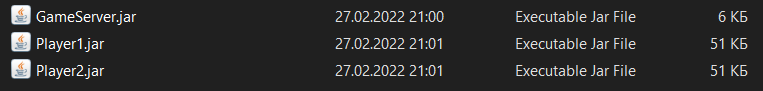 GameServer.jar 27.02.2022 21:00 Executable Jar File 6 КБ
Player1.jar 27.02.2022 21:01 Executable Jar File 51 КБ
Player2.jar 27.02.2022 21:01 Executable Jar File 51 КБ